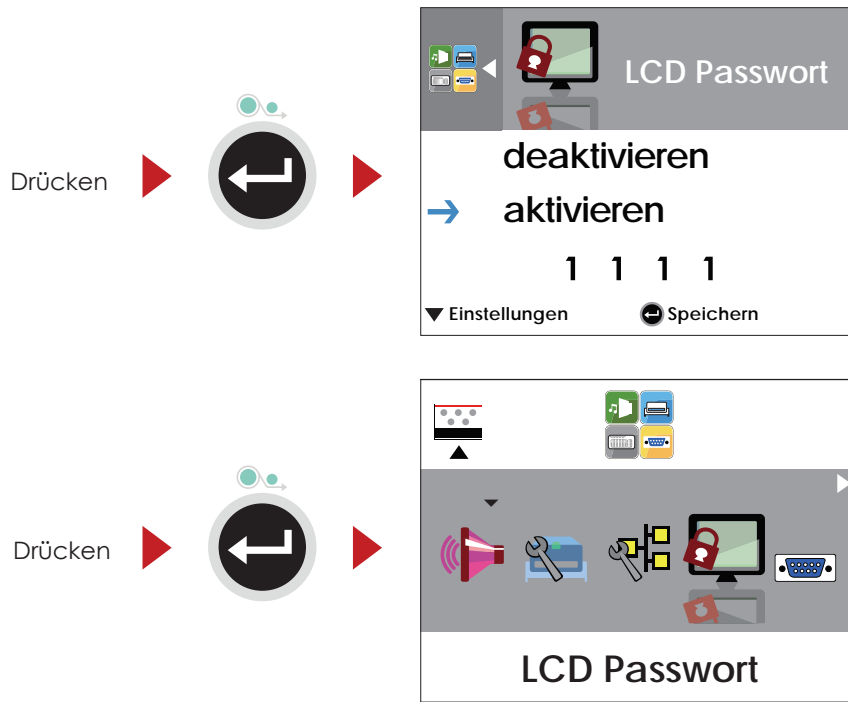 LCD Passwort
deaktivieren
Drücken
→ aktivieren
1 1 1 1
▼ Einstellungen Speichern
Drücken
LCD Passwort